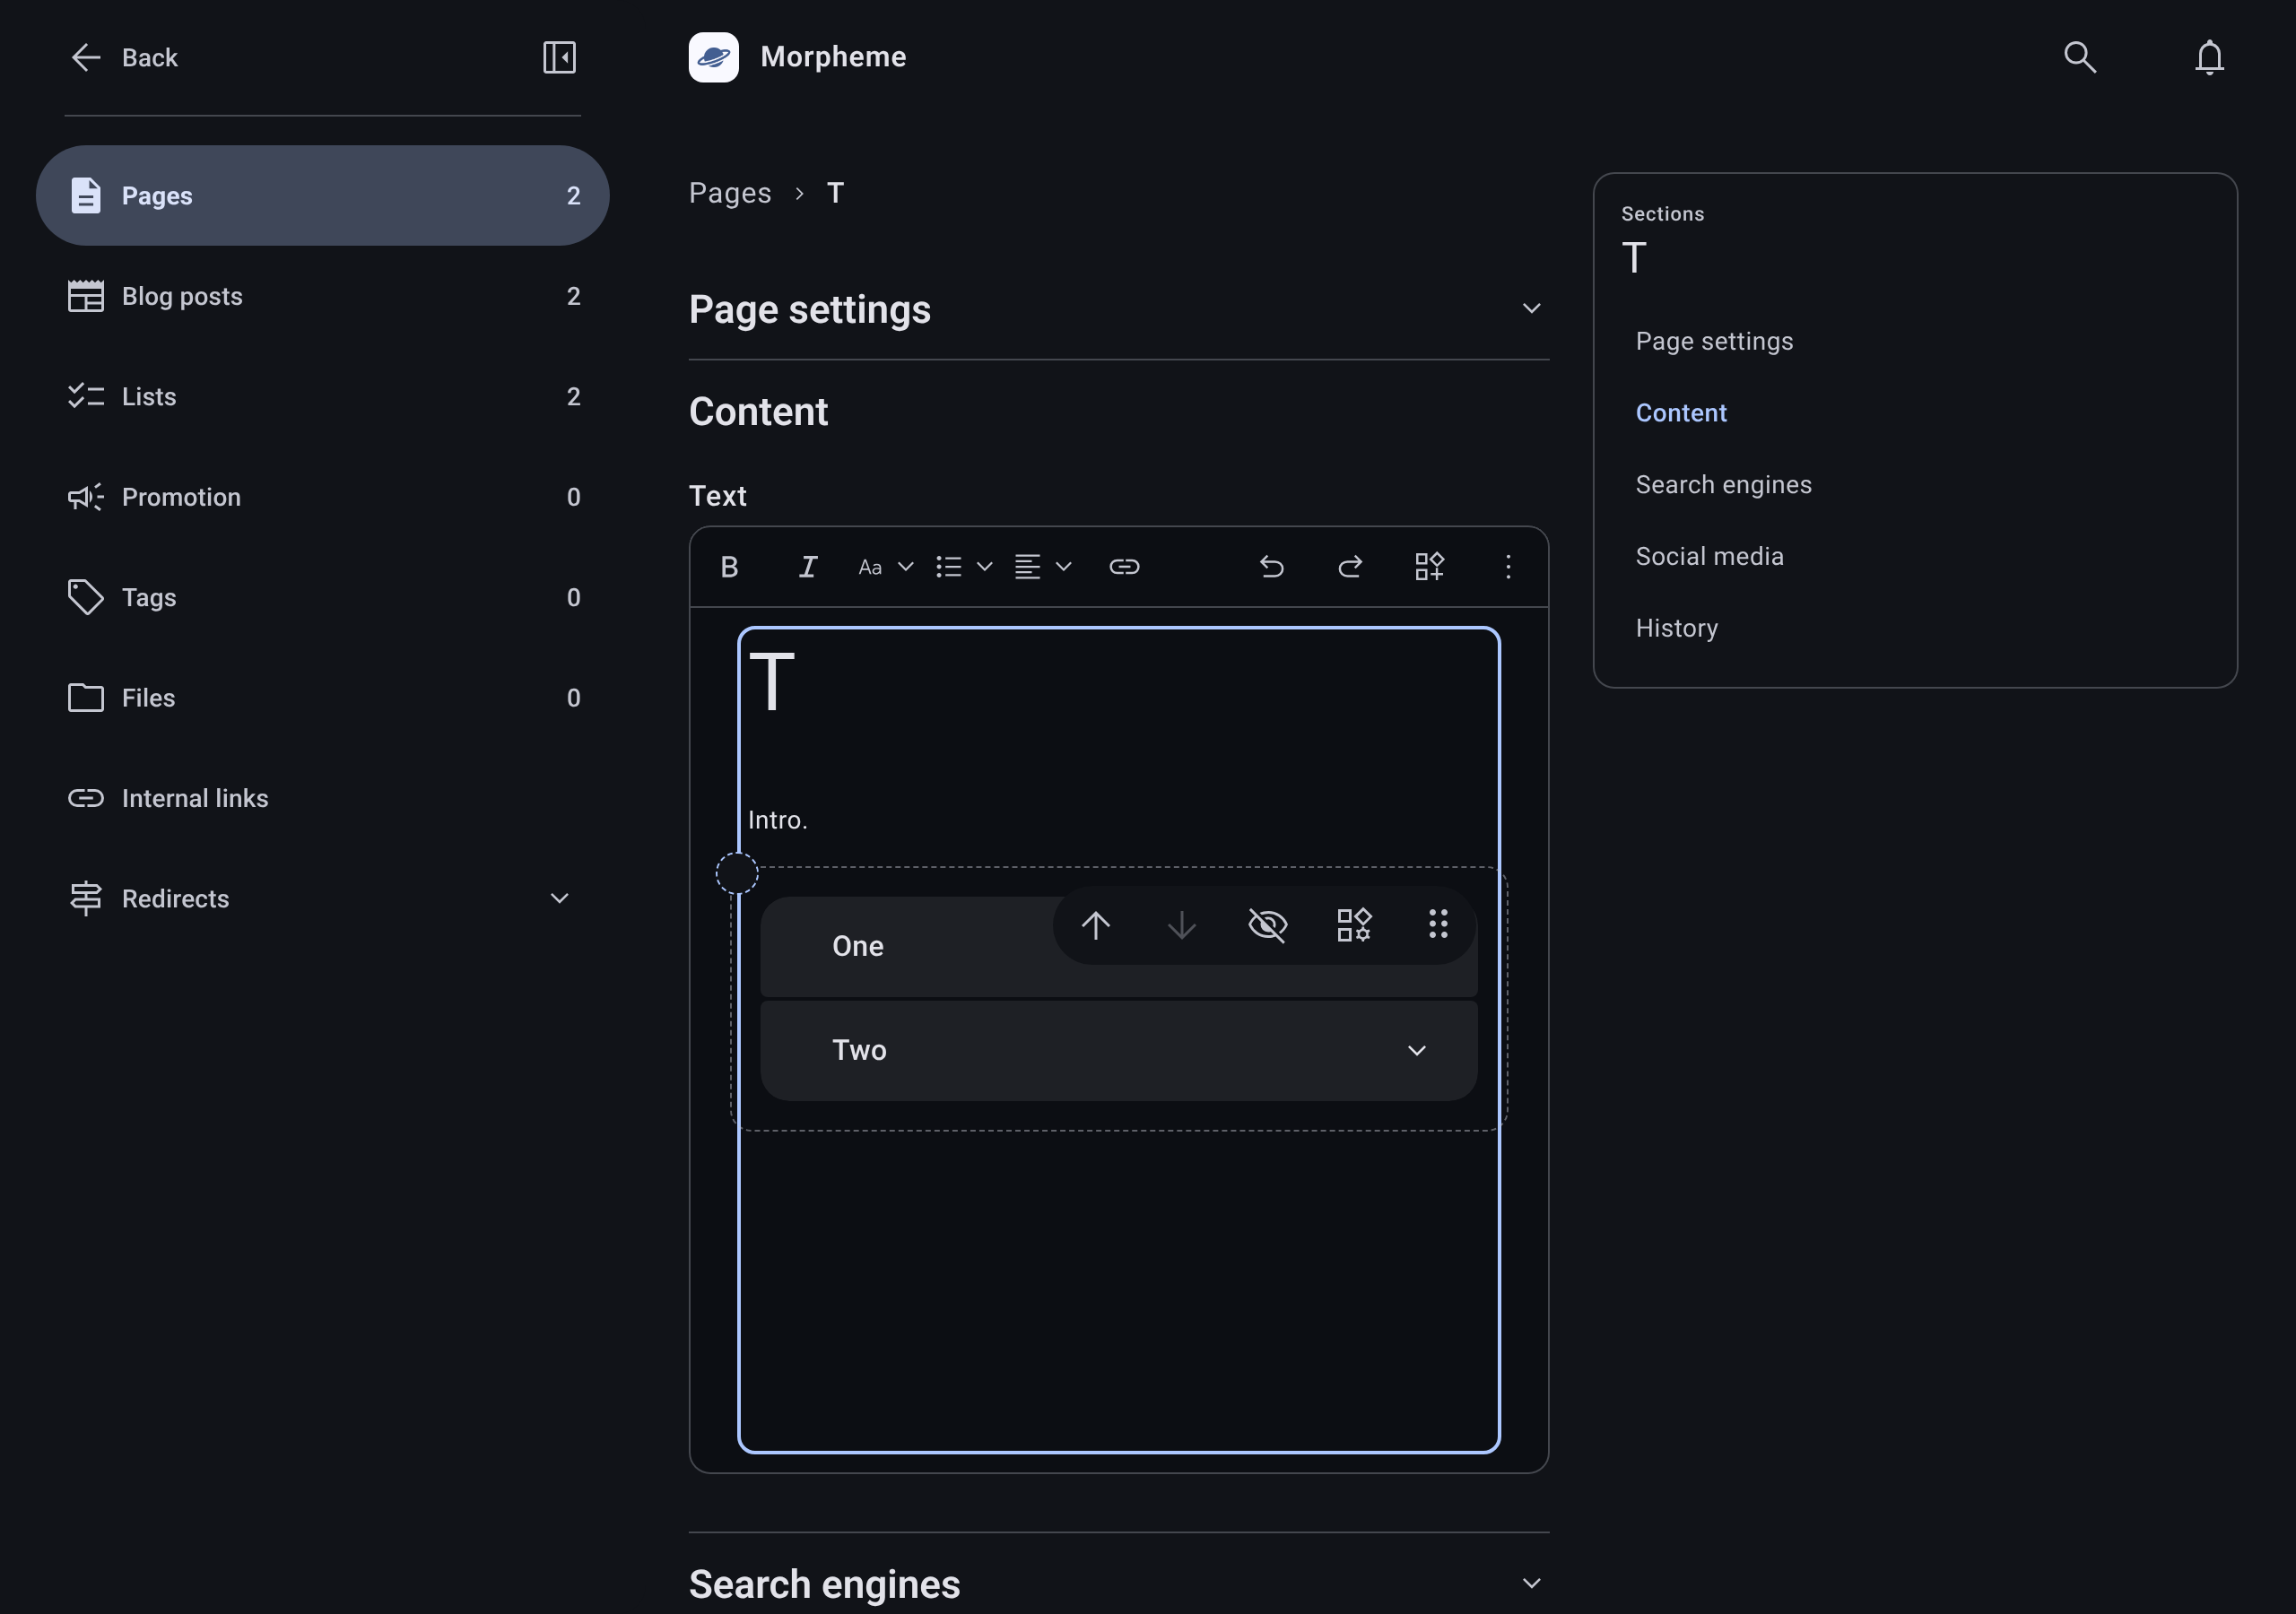 Back
Morpheme
Pages 2
Blog posts 2
Lists 2
Promotion 0
Tags 0
Files 0
Internal links
Redirects
Pages > T
Page settings
Content
Text
B I Aa
T
Intro.
One
Two
Search engines
Sections
T
Page settings
Content
Search engines
Social media
History